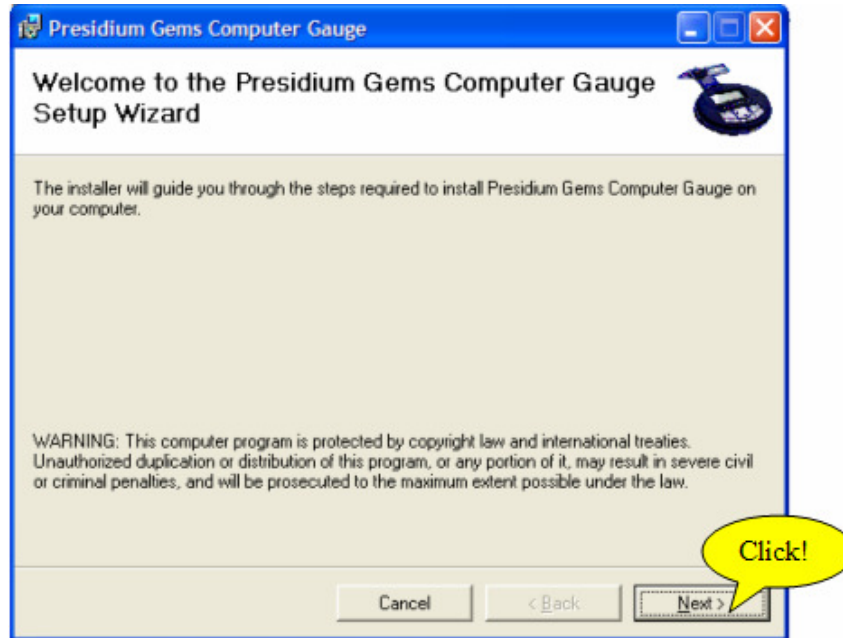 Presidium Gems Computer Gauge
Welcome to the Presidium Gems Computer Gauge
Setup Wizard
The installer will guide you through the steps required to install Presidium Gems Computer Gauge on
your computer.
WARNING: This computer program is protected by copyright law and international treaties.
Unauthorized duplication or distribution of this program, or any portion of it, may result in severe civil
or criminal penalties, and will be prosecuted to the maximum extent possible under the law.
Click!
Cancel < Back Next >